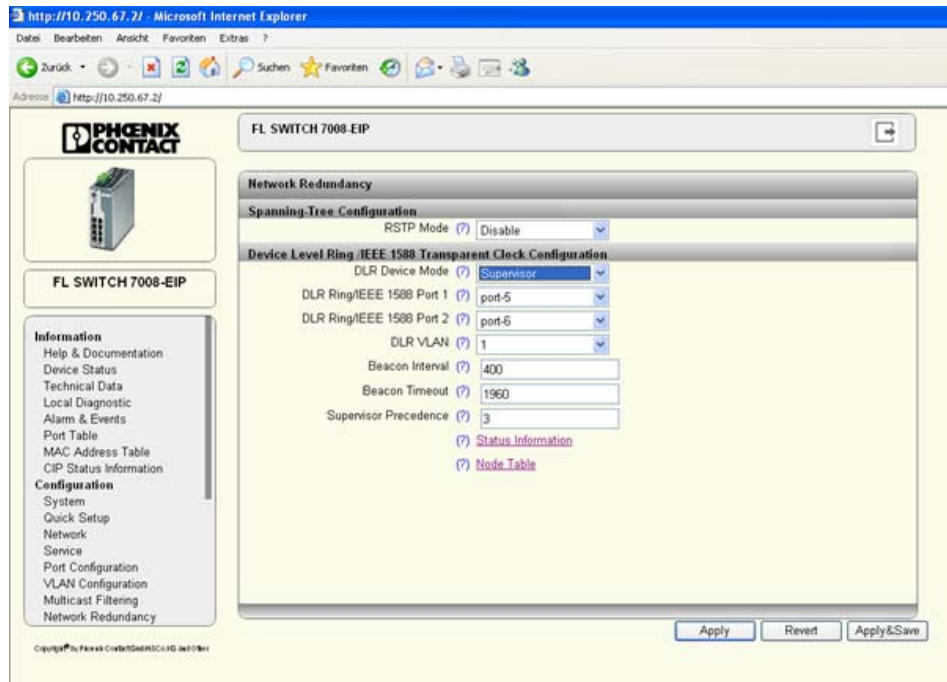 http://10.250.67.2/ - Microsoft Internet Explorer
Datei Bearbeiten Ansicht Favoriten Extras ?
Zurück Suchen Favoriten
Adresse http://10.250.67.2/
PHŒNIX CONTACT
FL SWITCH 7008-EIP
FL SWITCH 7008-EIP
Information
Help & Documentation
Device Status
Technical Data
Local Diagnostic
Alarm & Events
Port Table
MAC Address Table
CIP Status Information
Configuration
System
Quick Setup
Network
Service
Port Configuration
VLAN Configuration
Multicast Filtering
Network Redundancy
Network Redundancy
Spanning-Tree Configuration
RSTP Mode (?) Disable
Device Level Ring /IEEE 1588 Transparent Clock Configuration
DLR Device Mode (?) Supervisor
DLR Ring/IEEE 1588 Port 1 (?) port-5
DLR Ring/IEEE 1588 Port 2 (?) port-6
DLR VLAN (?) 1
Beacon Interval (?) 400
Beacon Timeout (?) 1960
Supervisor Precedence (?) 3
(?) Status Information
(?) Node Table
Apply Revert Apply&Save